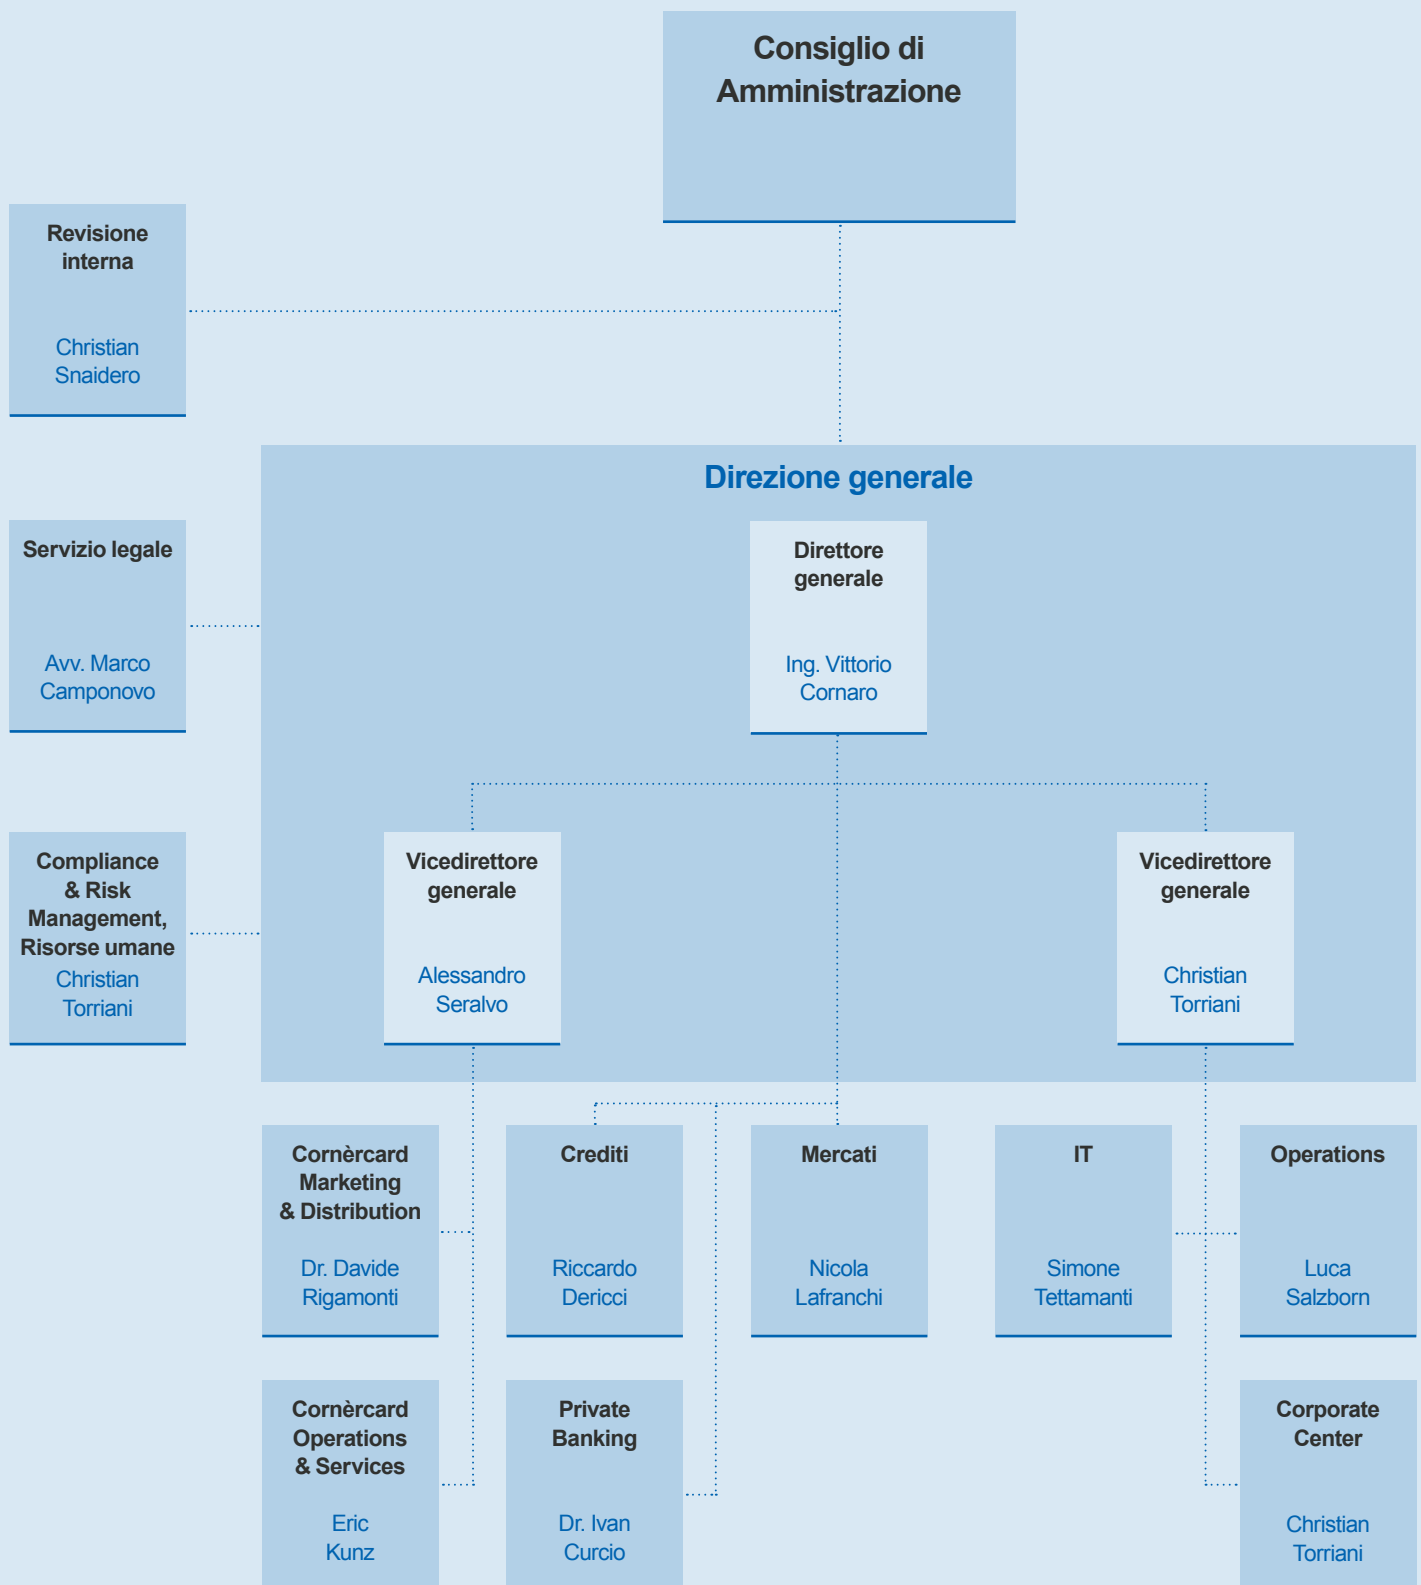 Consiglio di
Amministrazione
Revisione
interna
Christian
Snaidero
Direzione generale
Servizio legale
Avv. Marco
Camponovo
Direttore
generale
Ing. Vittorio
Cornaro
Compliance
& Risk
Management,
Risorse umane
Christian
Torriani
Vicedirettore
generale
Alessandro
Seralvo
Vicedirettore
generale
Christian
Torriani
Cornèrcard
Marketing
& Distribution
Dr. Davide
Rigamonti
Crediti
Riccardo
Dericci
Mercati
Nicola
Lafranchi
IT
Simone
Tettamanti
Operations
Luca
Salzborn
Cornèrcard
Operations
& Services
Eric
Kunz
Private
Banking
Dr. Ivan
Curcio
Corporate
Center
Christian
Torriani